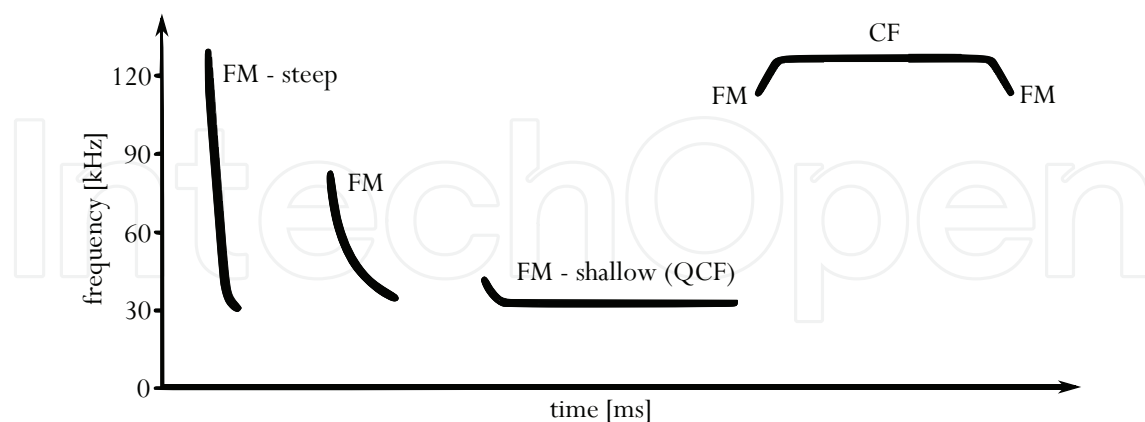 CF
FM - steep
120
FM
FM
90
FM
60
FM - shallow (QCF)
30
0
frequency [kHz]
time [ms]
IntechOpen